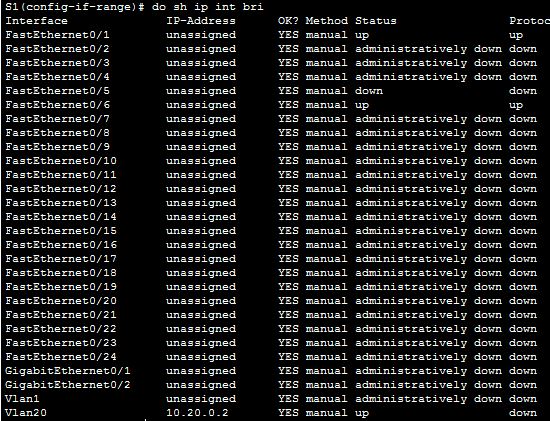 S1(config-if-range)# do sh ip int bri
Interface IP-Address OK? Method Status Protoc
FastEthernet0/1 unassigned YES manual up up
FastEthernet0/2 unassigned YES manual administratively down down
FastEthernet0/3 unassigned YES manual administratively down down
FastEthernet0/4 unassigned YES manual administratively down down
FastEthernet0/5 unassigned YES manual down down
FastEthernet0/6 unassigned YES manual up up
FastEthernet0/7 unassigned YES manual administratively down down
FastEthernet0/8 unassigned YES manual administratively down down
FastEthernet0/9 unassigned YES manual administratively down down
FastEthernet0/10 unassigned YES manual administratively down down
FastEthernet0/11 unassigned YES manual administratively down down
FastEthernet0/12 unassigned YES manual administratively down down
FastEthernet0/13 unassigned YES manual administratively down down
FastEthernet0/14 unassigned YES manual administratively down down
FastEthernet0/15 unassigned YES manual administratively down down
FastEthernet0/16 unassigned YES manual administratively down down
FastEthernet0/17 unassigned YES manual administratively down down
FastEthernet0/18 unassigned YES manual administratively down down
FastEthernet0/19 unassigned YES manual administratively down down
FastEthernet0/20 unassigned YES manual administratively down down
FastEthernet0/21 unassigned YES manual administratively down down
FastEthernet0/22 unassigned YES manual administratively down down
FastEthernet0/23 unassigned YES manual administratively down down
FastEthernet0/24 unassigned YES manual administratively down down
GigabitEthernet0/1 unassigned YES manual administratively down down
GigabitEthernet0/2 unassigned YES manual administratively down down
Vlan1 unassigned YES manual administratively down down
Vlan20 10.20.0.2 YES manual up down